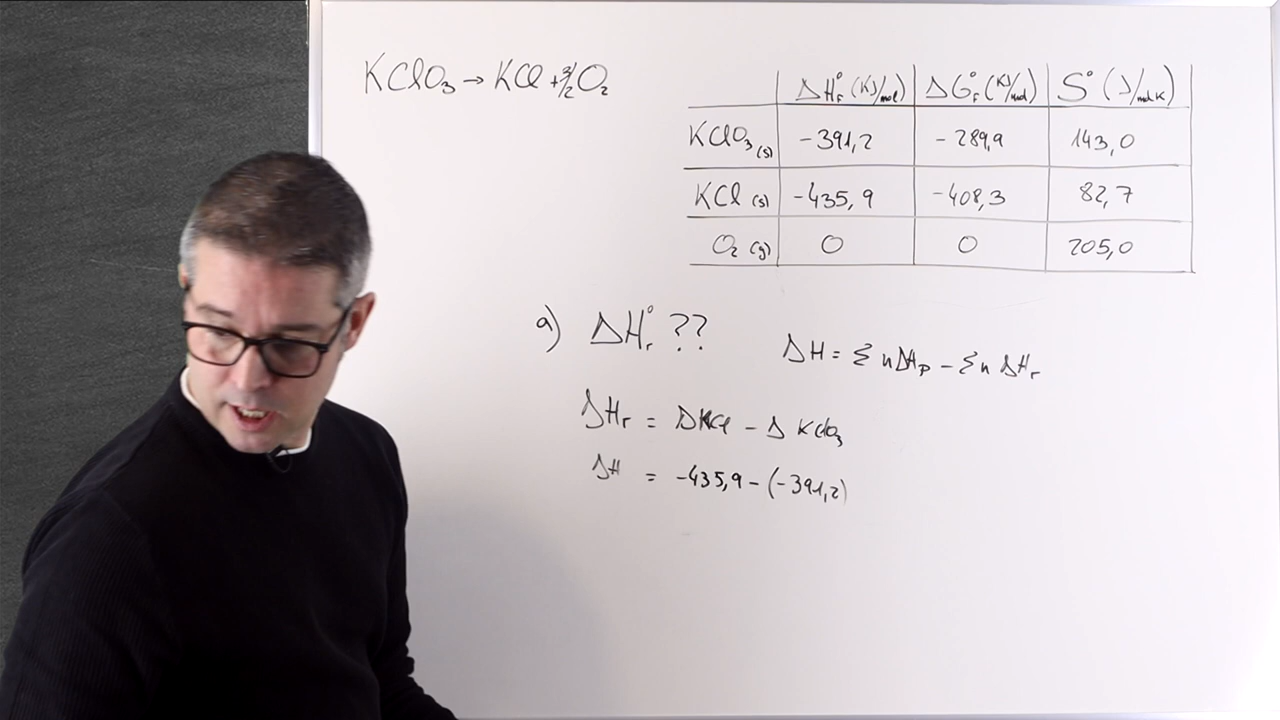 KClO₃ → KCl + 3/2 O₂
ΔH°f (KJ/mol) ΔG°f (KJ/mol) S° (J/molK)
KClO₃ (s) -391,2 -289,9 143,0
KCl (s) -435,9 -408,3 82,7
O₂ (g) 0 0 205,0
a) ΔH°r ??
ΔH = Σ n ΔHp - Σ n ΔHr
ΔHr = ΔKCl - Δ KClO₃
ΔH = -435,9 - (-391,2)